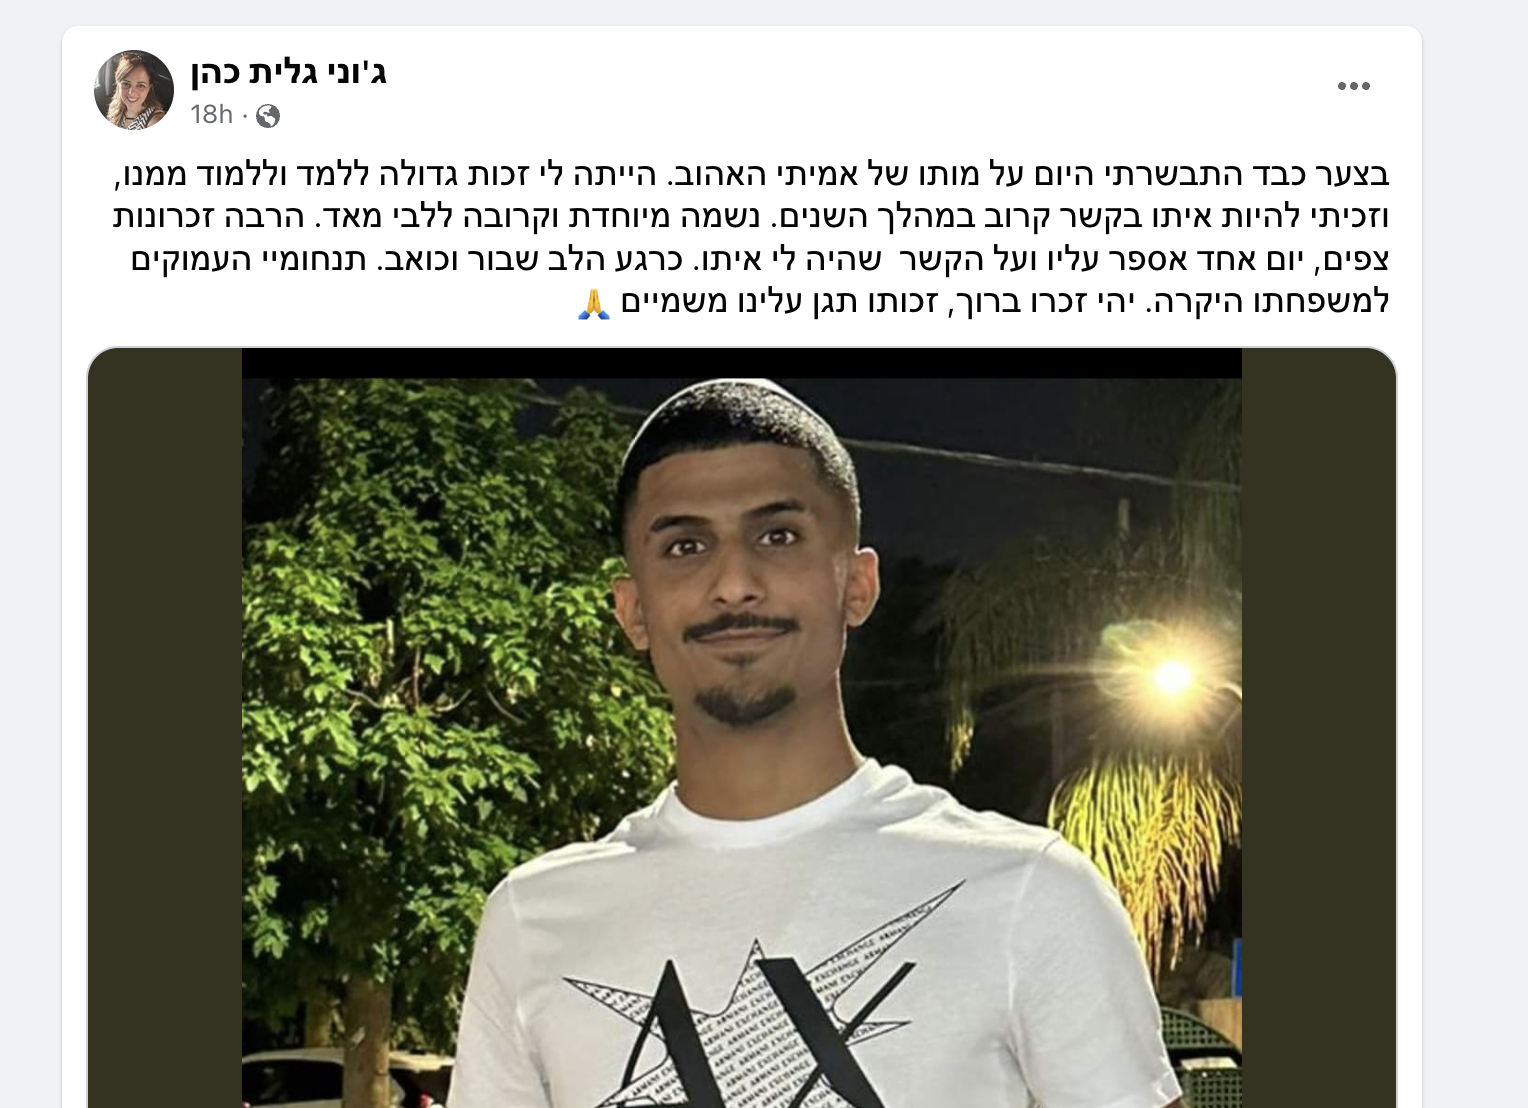 ג'וני גלית כהן
18h ·
בצער כבד התבשרתי היום על מותו של אמיתי האהוב. הייתה לי זכות גדולה ללמד וללמוד ממנו,
וזכיתי להיות איתו בקשר קרוב במהלך השנים. נשמה מיוחדת וקרובה ללבי מאד. הרבה זכרונות
צפים, יום אחד אספר עליו ועל הקשר  שהיה לי איתו. כרגע הלב שבור וכואב. תנחומיי העמוקים
למשפחתו היקרה. יהי זכרו ברוך, זכותו תגן עלינו משמיים 🙏
AX
ARMANI EXCHANGE